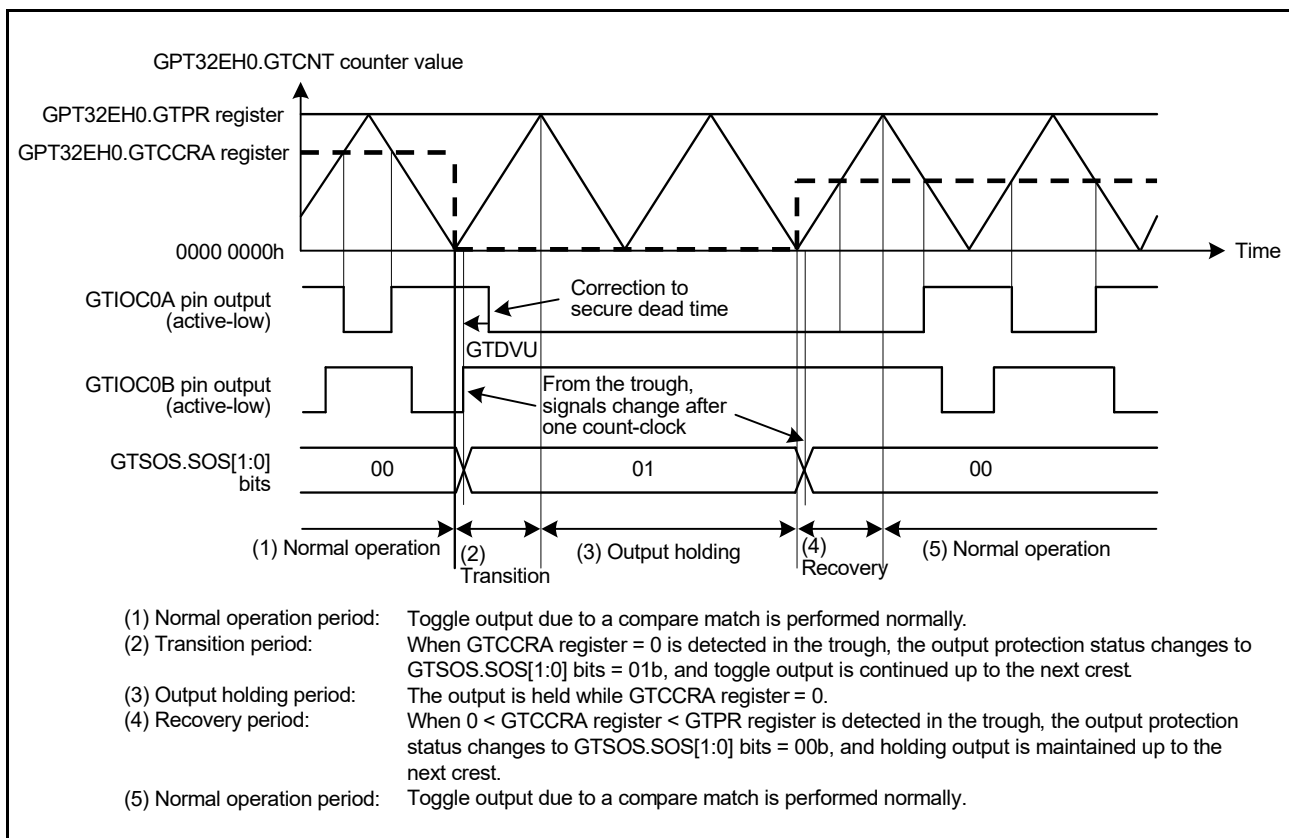 GPT32EH0.GTCNT counter value
GPT32EH0.GTPR register
GPT32EH0.GTCCRA register
0000 0000h
Time
GTIOC0A pin output
(active-low)
Correction to
secure dead time
GTDVU
GTIOC0B pin output
(active-low)
From the trough,
signals change after
one count-clock
GTSOS.SOS[1:0]
bits
00
01
00
(1) Normal operation
(2)
Transition
(3) Output holding
(4)
Recovery
(5) Normal operation
(1) Normal operation period: Toggle output due to a compare match is performed normally.
(2) Transition period: When GTCCRA register = 0 is detected in the trough, the output protection status changes to
GTSOS.SOS[1:0] bits = 01b, and toggle output is continued up to the next crest.
(3) Output holding period: The output is held while GTCCRA register = 0.
(4) Recovery period: When 0 < GTCCRA register < GTPR register is detected in the trough, the output protection
status changes to GTSOS.SOS[1:0] bits = 00b, and holding output is maintained up to the
next crest.
(5) Normal operation period: Toggle output due to a compare match is performed normally.